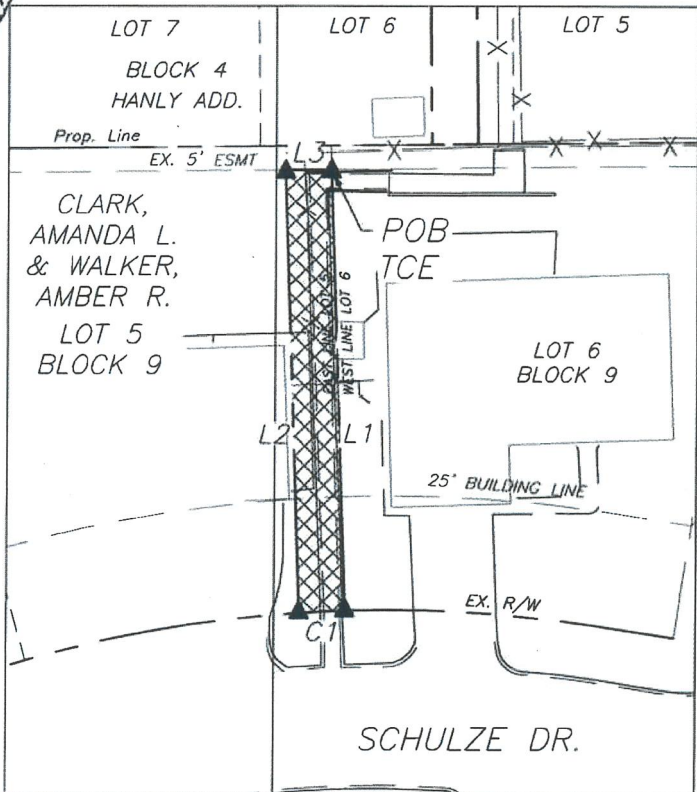 LOT 7
LOT 6
LOT 5
BLOCK 4
HANLY ADD.
Prop. Line
EX. 5' ESMT
L3
CLARK,
AMANDA L.
& WALKER,
AMBER R.
LOT 5
BLOCK 9
POB
TCE
EAST LINE LOT 5
WEST LINE LOT 6
LOT 6
BLOCK 9
L2
L1
25' BUILDING LINE
EX. R/W
C1
SCHULZE DR.